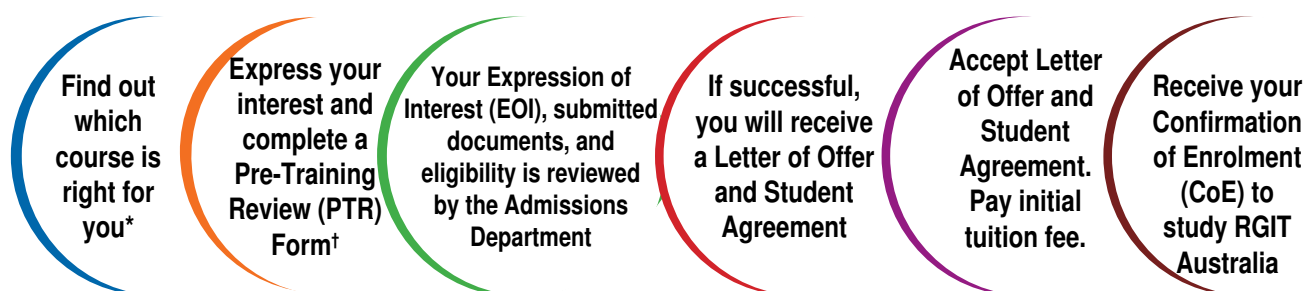 Find out
which
course is
right for
you*
Express your
interest and
complete a
Pre-Training
Review (PTR)
Form†
Your Expression of
Interest (EOI), submitted
documents, and
eligibility is reviewed
by the Admissions
Department
If successful,
you will receive
a Letter of Offer
and Student
Agreement
Accept Letter
of Offer and
Student
Agreement.
Pay initial
tuition fee.
Receive your
Confirmation
of Enrolment
(CoE) to
study RGIT
Australia